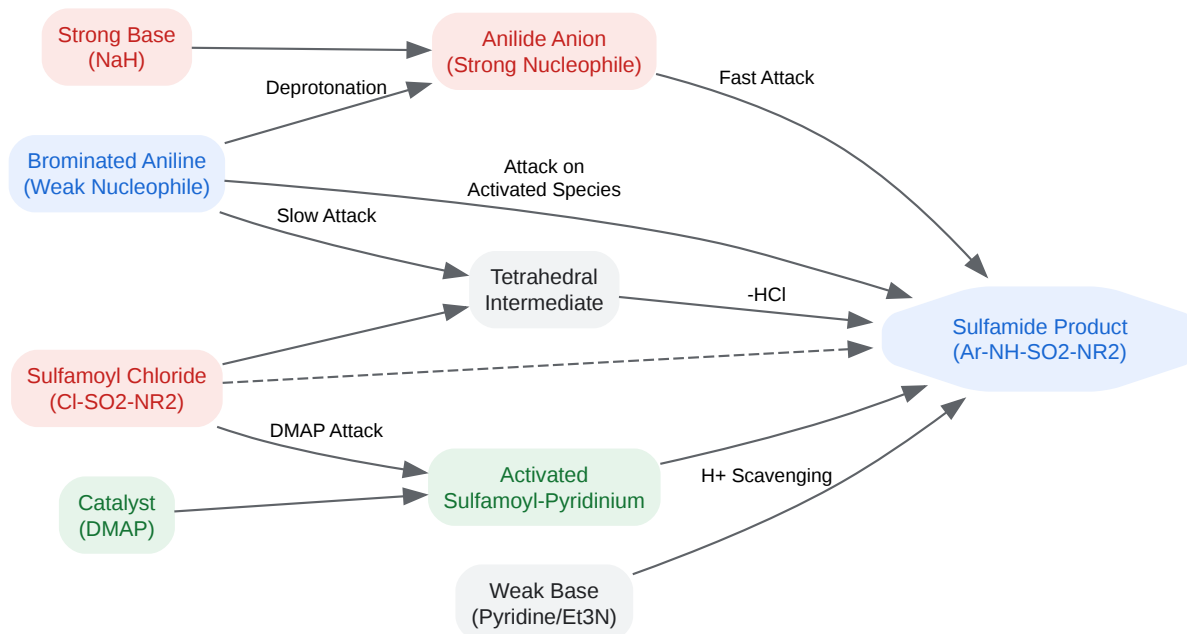 Strong Base
(NaH)
Anilide Anion
(Strong Nucleophile)
Fast Attack
Deprotonation
Brominated Aniline
(Weak Nucleophile)
Attack on
Activated Species
Slow Attack
Tetrahedral
Intermediate
-HCl
Sulfamide Product
(Ar-NH-SO2-NR2)
Sulfamoyl Chloride
(Cl-SO2-NR2)
DMAP Attack
Activated
Sulfamoyl-Pyridinium
H+ Scavenging
Catalyst
(DMAP)
Weak Base
(Pyridine/Et3N)